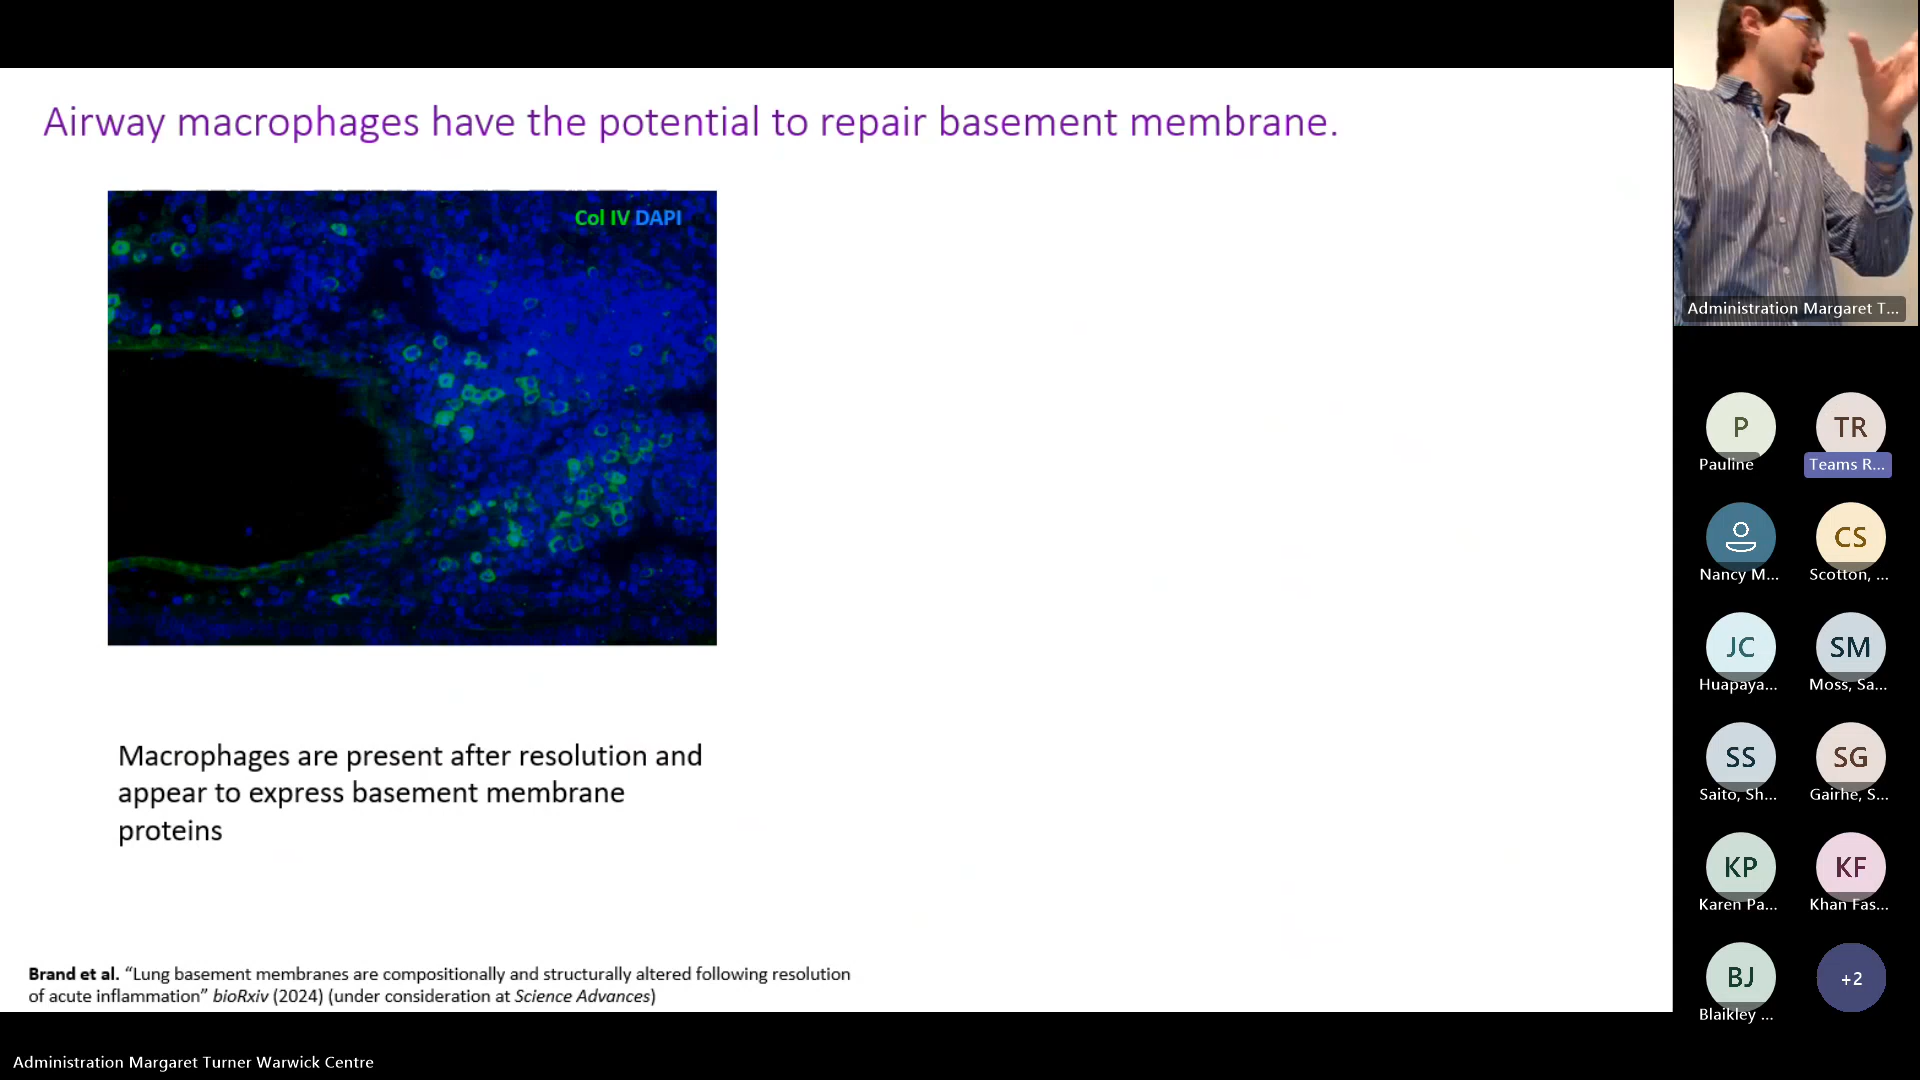 Airway macrophages have the potential to repair basement membrane.
Col IV DAPI
Macrophages are present after resolution and
appear to express basement membrane
proteins
Brand et al. “Lung basement membranes are compositionally and structurally altered following resolution
of acute inflammation” bioRxiv (2024) (under consideration at Science Advances)
Administration Margaret T...
P
Pauline
TR
Teams R...
Nancy M...
CS
Scotton, ...
JC
Huapaya...
SM
Moss, Sa...
SS
Saito, Sh...
SG
Gairhe, S...
KP
Karen Pa...
KF
Khan Fas...
BJ
Blaikley ...
+2
Administration Margaret Turner Warwick Centre